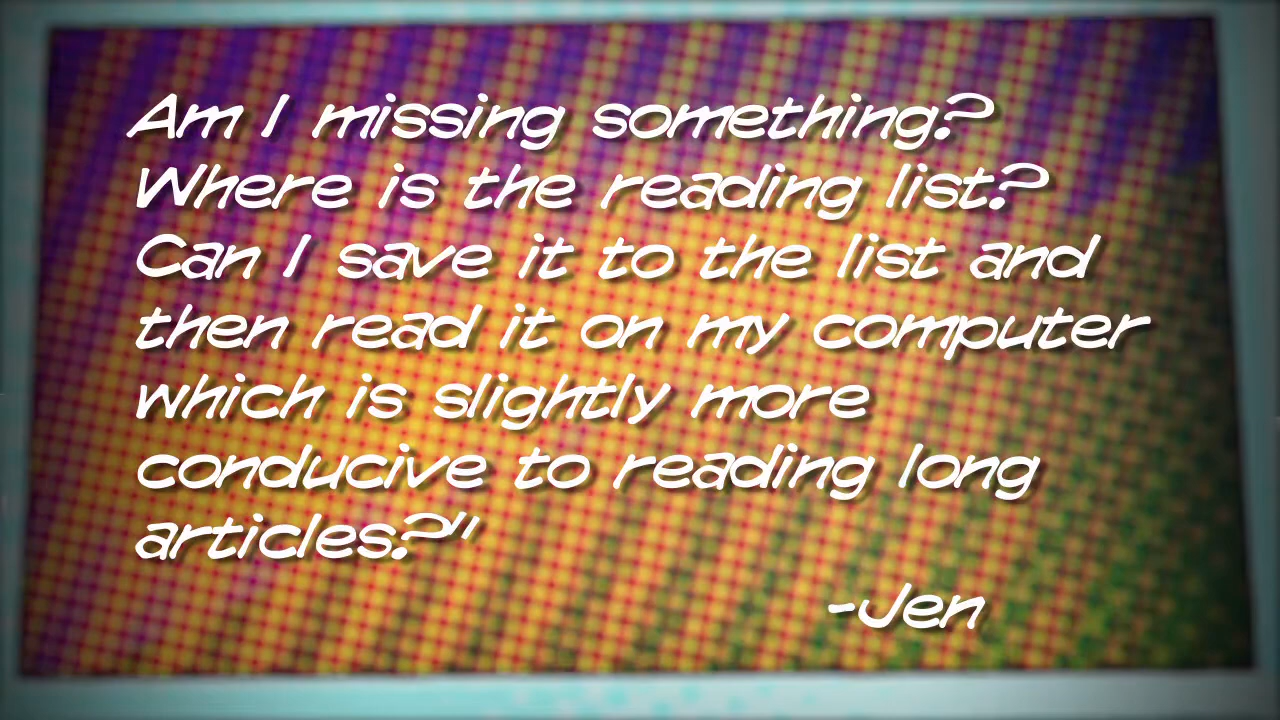 Am I missing something?
Where is the reading list?
Can I save it to the list and
then read it on my computer
which is slightly more
conducive to reading long
articles?"
-Jen